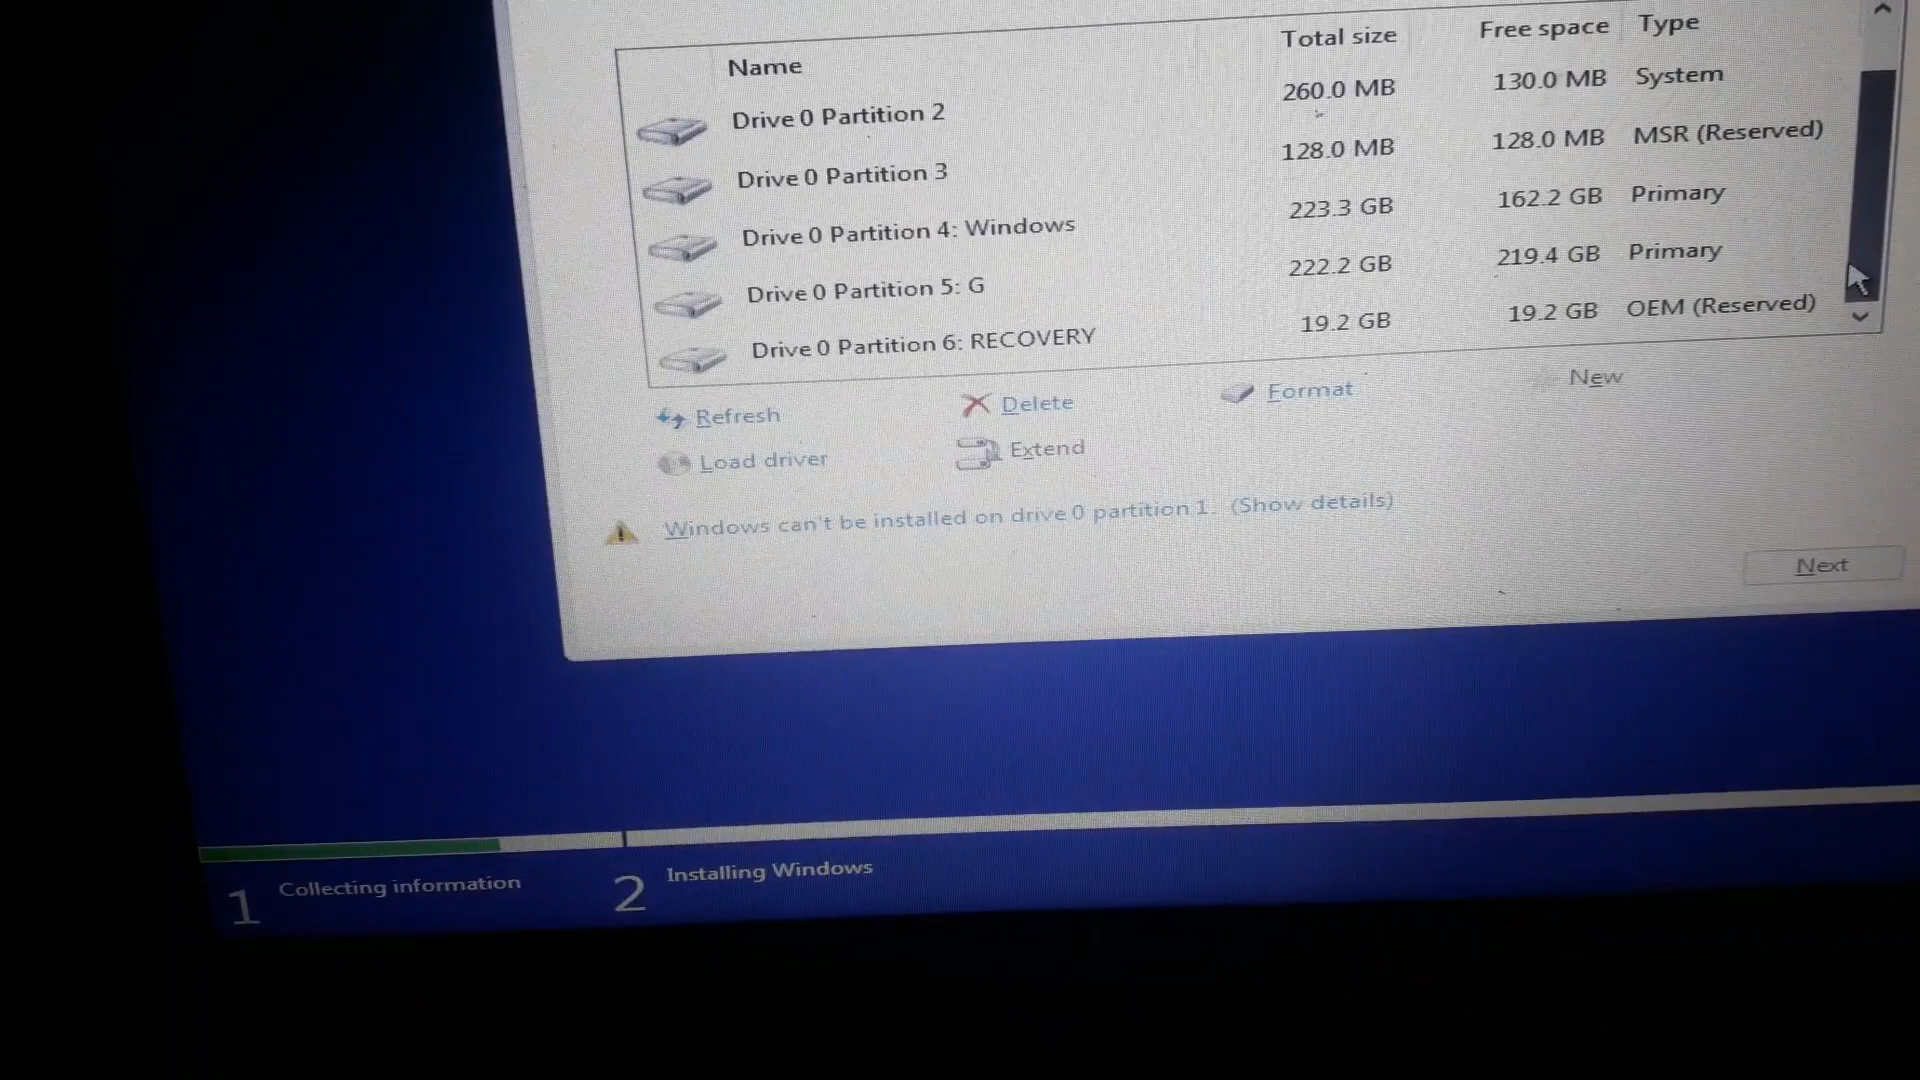 Name Total size Free space Type
Drive 0 Partition 2 260.0 MB 130.0 MB System
Drive 0 Partition 3 128.0 MB 128.0 MB MSR (Reserved)
Drive 0 Partition 4: Windows 223.3 GB 162.2 GB Primary
Drive 0 Partition 5: G 222.2 GB 219.4 GB Primary
Drive 0 Partition 6: RECOVERY 19.2 GB 19.2 GB OEM (Reserved)
Refresh Delete Format New
Load driver Extend
Windows can't be installed on drive 0 partition 1. (Show details)
Next
1 Collecting information 2 Installing Windows